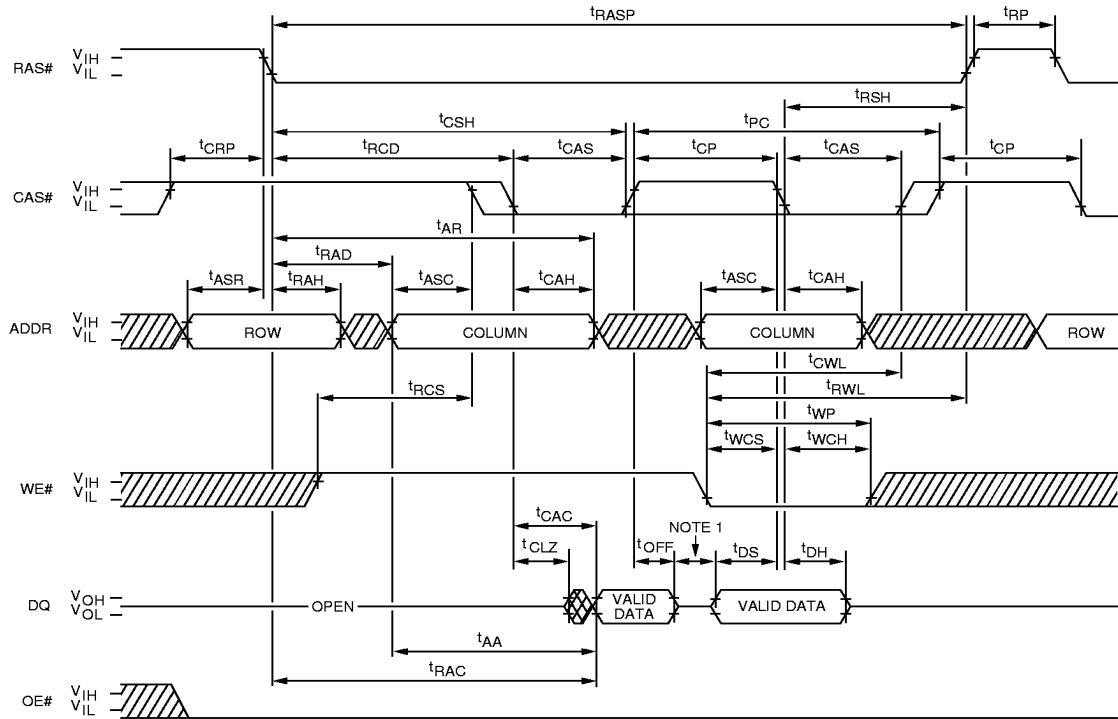 tRASP
tRP
RAS# VIH
VIL
tRSH
tCSH
tPC
tCRP
tRCD
tCAS
tCP
tCAS
tCP
CAS# VIH
VIL
tAR
tRAD
tASR
tRAH
tASC
tCAH
tASC
tCAH
ADDR VIH
VIL
ROW
COLUMN
COLUMN
ROW
tCWL
tRCS
tRWL
tWP
tWCS
tWCH
WE# VIH
VIL
tCAC
NOTE 1
tCLZ
tOFF
tDS
tDH
DQ VOH
VOL
OPEN
VALID
DATA
VALID DATA
tAA
tRAC
OE# VIH
VIL